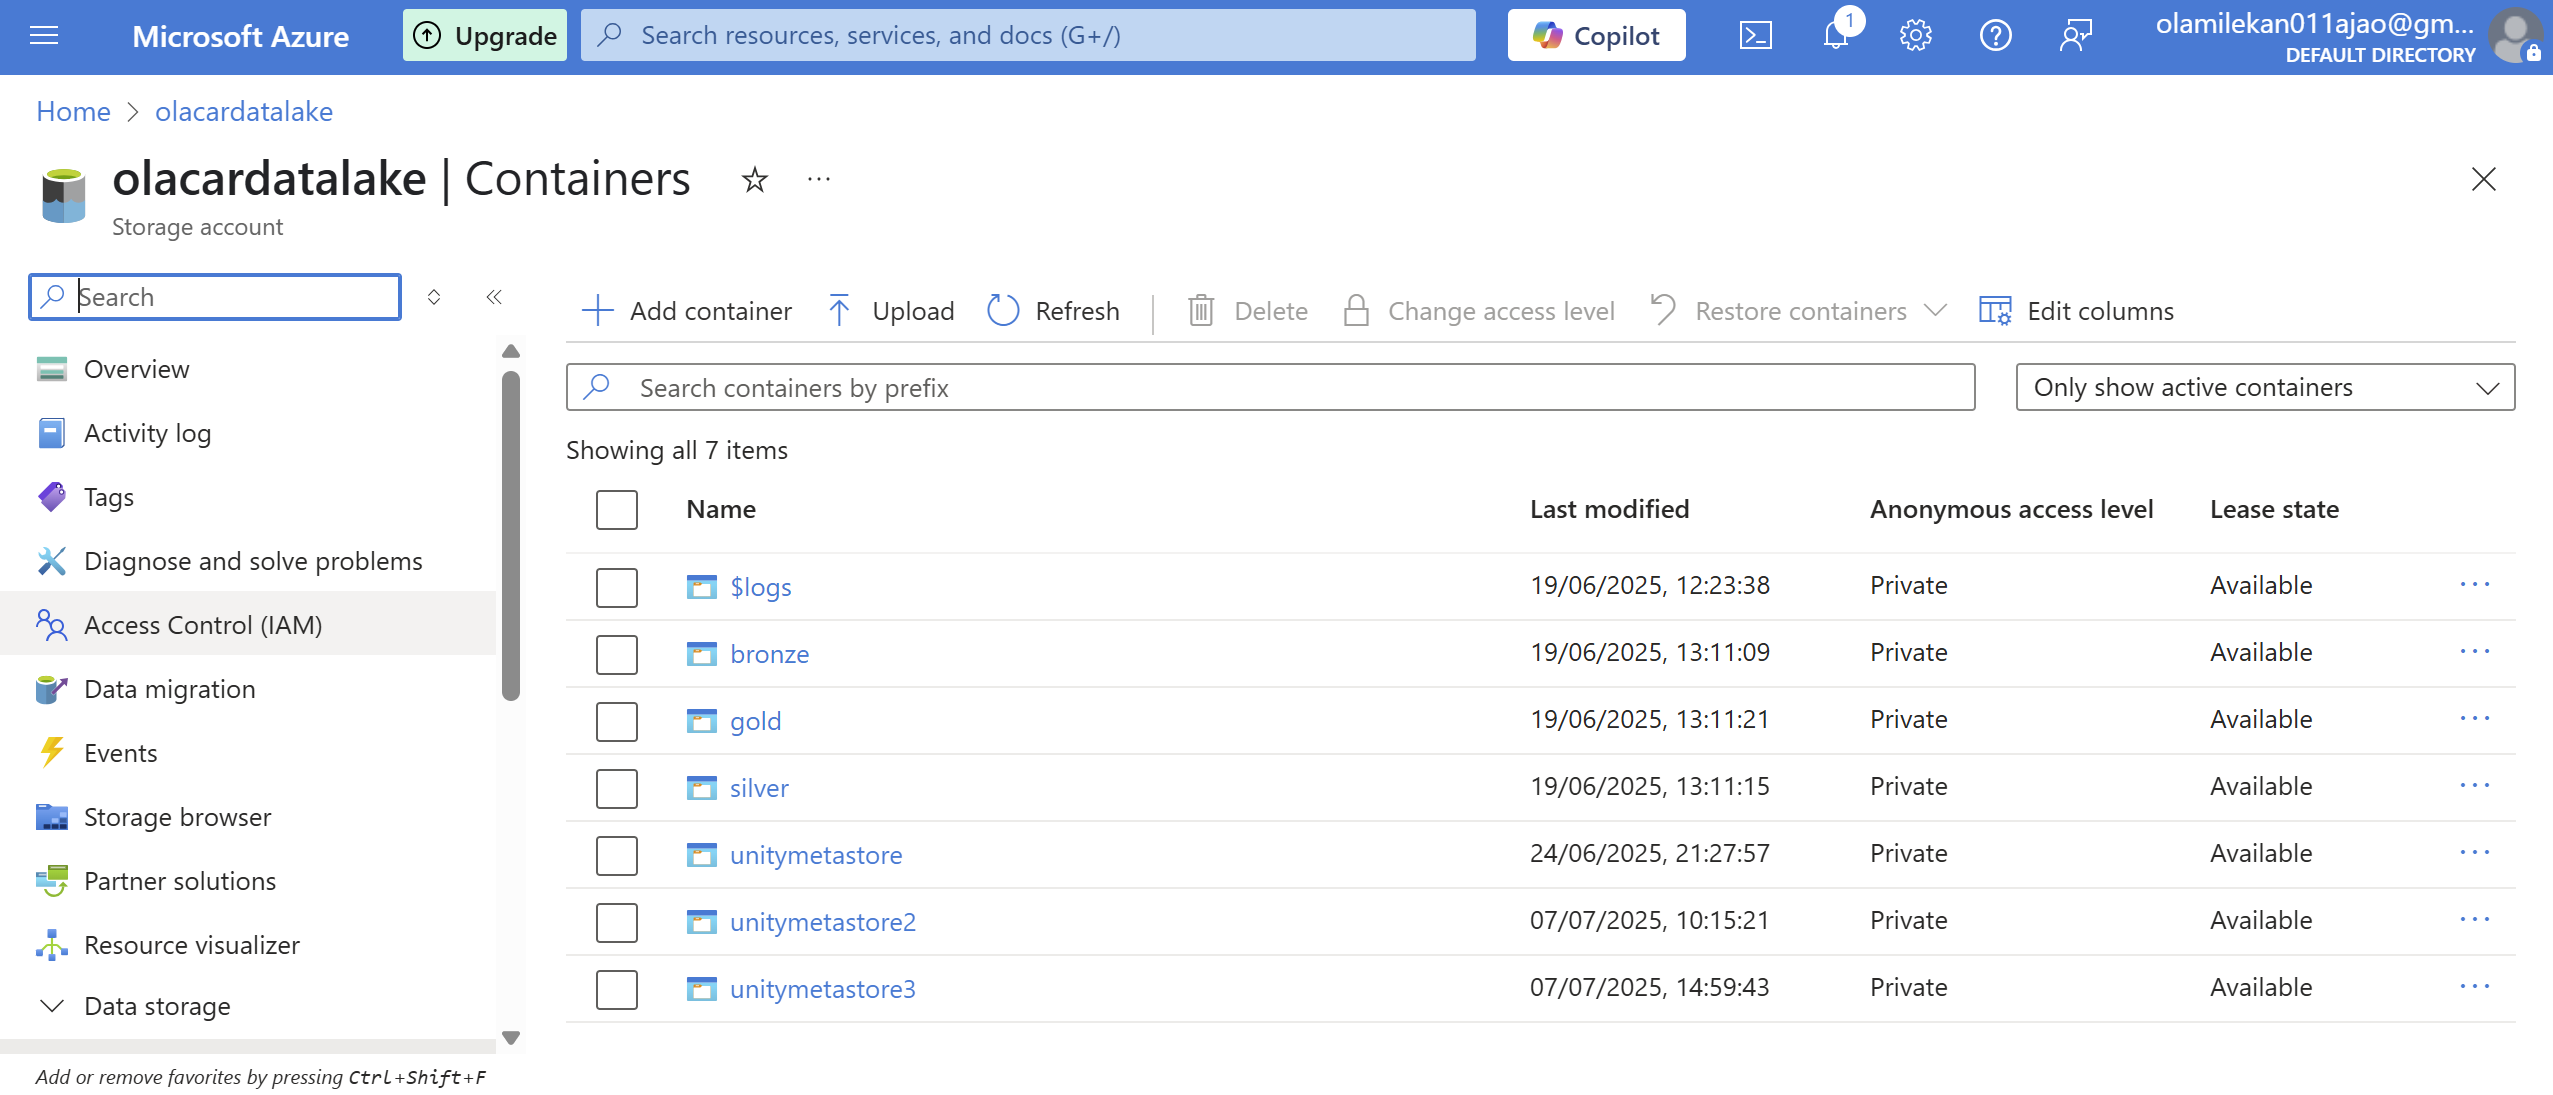 Microsoft Azure
Upgrade
Search resources, services, and docs (G+/)
Copilot
1
olamilekan011ajao@gm...
DEFAULT DIRECTORY
Home > olacardatalake
olacardatalake | Containers
Storage account
Search
Overview
Activity log
Tags
Diagnose and solve problems
Access Control (IAM)
Data migration
Events
Storage browser
Partner solutions
Resource visualizer
Data storage
Add or remove favorites by pressing Ctrl+Shift+F
Add container Upload Refresh Delete Change access level Restore containers Edit columns
Search containers by prefix
Only show active containers
Showing all 7 items
Name Last modified Anonymous access level Lease state
$logs 19/06/2025, 12:23:38 Private Available
bronze 19/06/2025, 13:11:09 Private Available
gold 19/06/2025, 13:11:21 Private Available
silver 19/06/2025, 13:11:15 Private Available
unitymetastore 24/06/2025, 21:27:57 Private Available
unitymetastore2 07/07/2025, 10:15:21 Private Available
unitymetastore3 07/07/2025, 14:59:43 Private Available